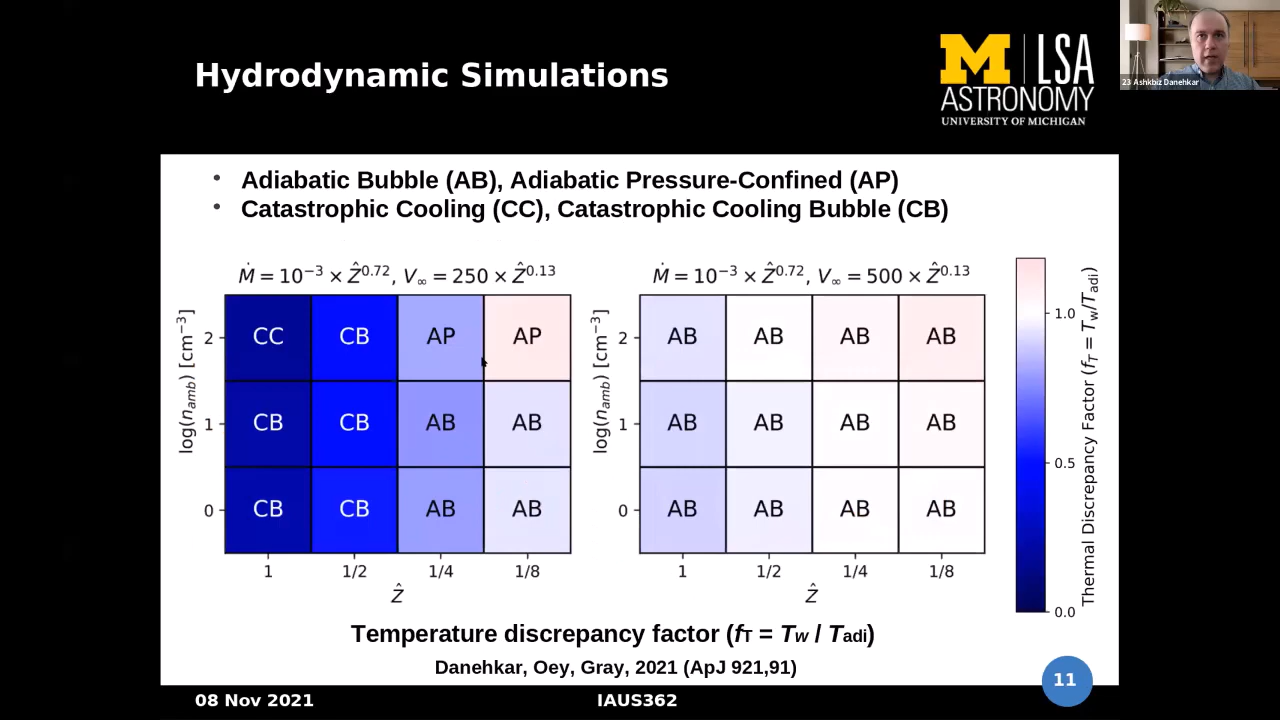 Hydrodynamic Simulations
M | LSA
ASTRONOMY
UNIVERSITY OF MICHIGAN
23 Ashkbiz Danehkar
• Adiabatic Bubble (AB), Adiabatic Pressure-Confined (AP)
• Catastrophic Cooling (CC), Catastrophic Cooling Bubble (CB)
Ṁ = 10⁻³ × Ẑ^0.72, V∞ = 250 × Ẑ^0.13
log(n_amb) [cm⁻³]
2 CC CB AP AP
1 CB CB AB AB
0 CB CB AB AB
1 1/2 1/4 1/8
Ẑ
Ṁ = 10⁻³ × Ẑ^0.72, V∞ = 500 × Ẑ^0.13
log(n_amb) [cm⁻³]
2 AB AB AB AB
1 AB AB AB AB
0 AB AB AB AB
1 1/2 1/4 1/8
Ẑ
1.0
0.5
0.0
Thermal Discrepancy Factor (f_T = T_w/T_adi)
Temperature discrepancy factor (fT = Tw / Tadi)
Danehkar, Oey, Gray, 2021 (ApJ 921,91)
08 Nov 2021
IAUS362
11